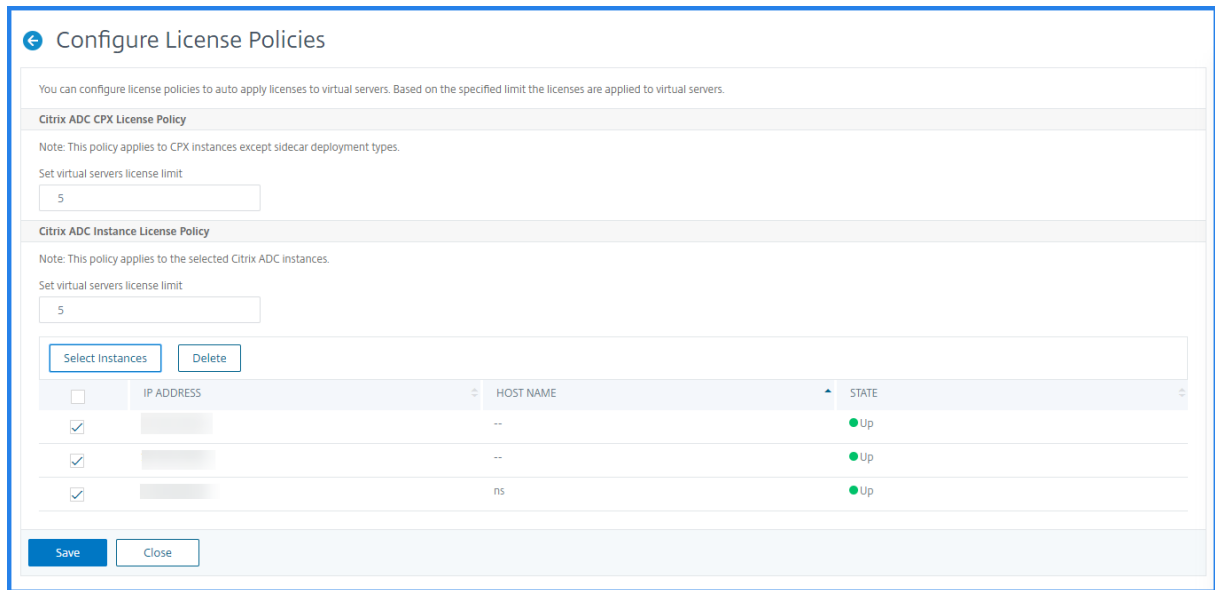 Configure License Policies
You can configure license policies to auto apply licenses to virtual servers. Based on the specified limit the licenses are applied to virtual servers.
Citrix ADC CPX License Policy
Note: This policy applies to CPX instances except sidecar deployment types.
Set virtual servers license limit
5
Citrix ADC Instance License Policy
Note: This policy applies to the selected Citrix ADC instances.
Set virtual servers license limit
5
Select Instances Delete
IP ADDRESS HOST NAME STATE
-- Up
-- Up
ns Up
Save Close